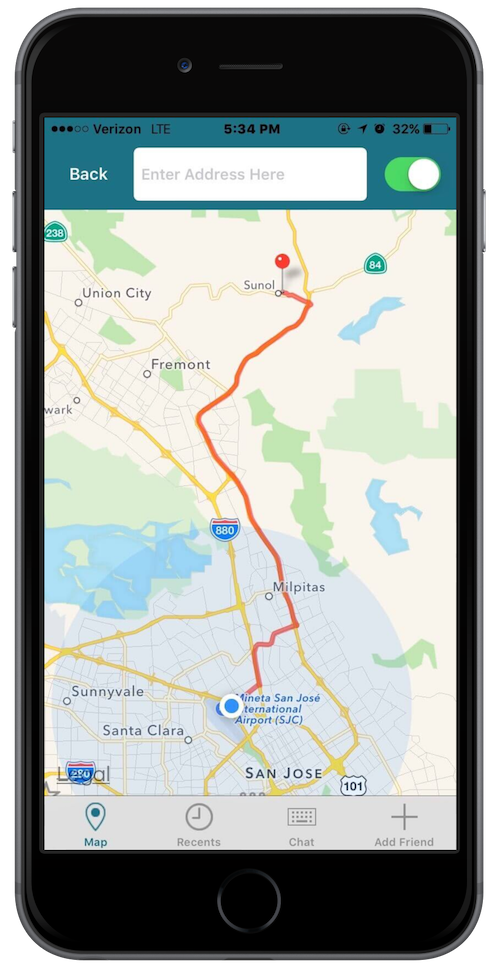 Verizon LTE 5:34 PM 32%
Back Enter Address Here
238
84
Union City
Sunol
Fremont
wark
880
Milpitas
Sunnyvale
Mineta San José
International
Airport (SJC)
Santa Clara
SAN JOSE
Legal
280
101
Map Recents Chat Add Friend